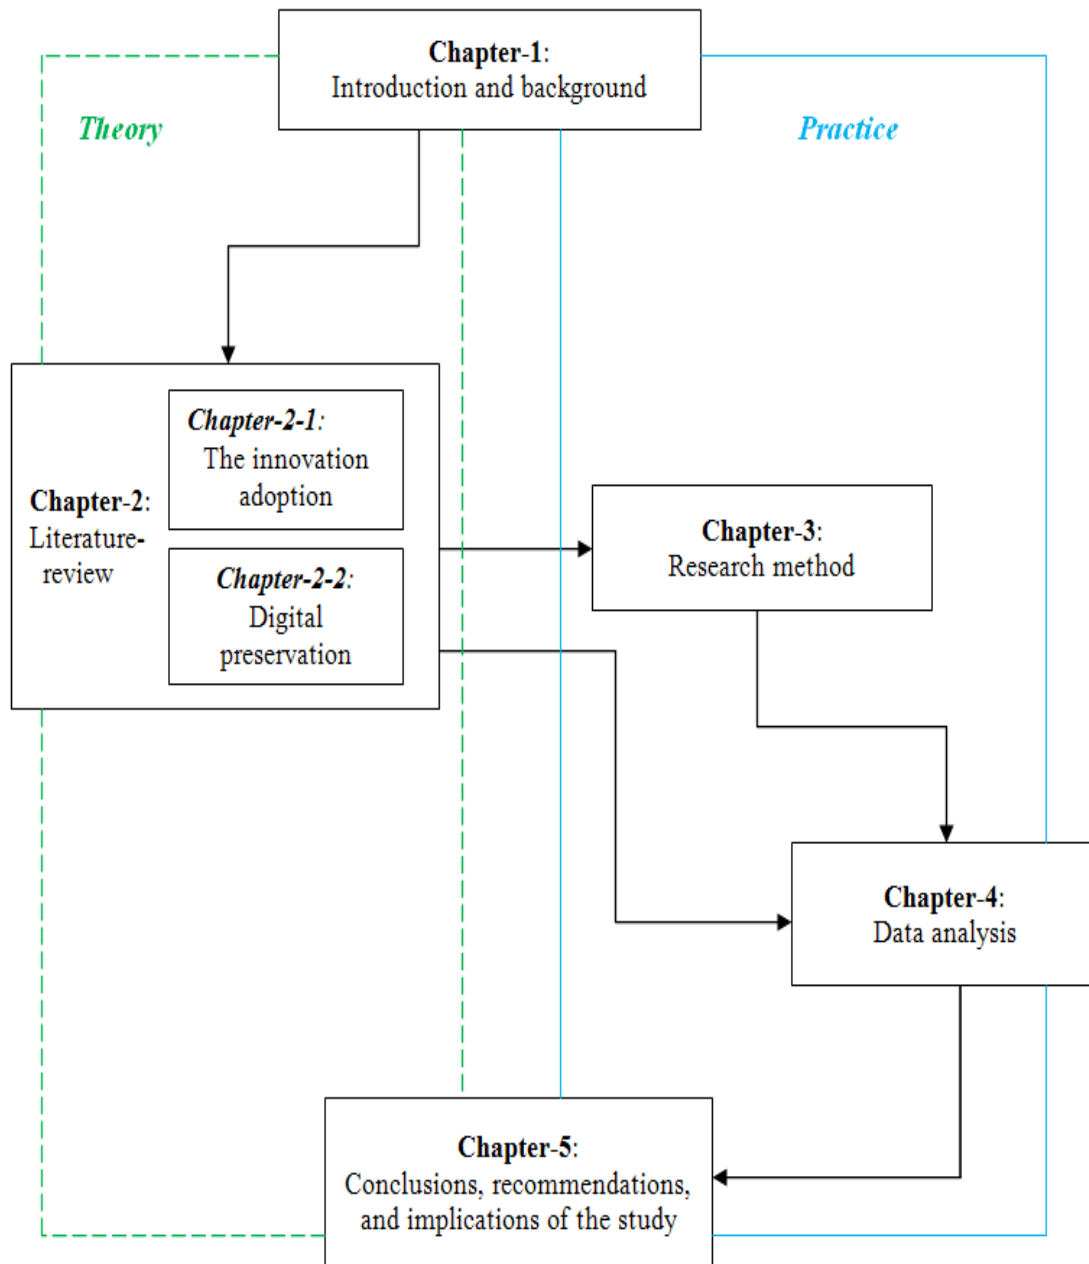 Chapter-1:
Introduction and background
Theory
Practice
Chapter-2:
Literature-
review
Chapter-2-1:
The innovation
adoption
Chapter-2-2:
Digital
preservation
Chapter-3:
Research method
Chapter-4:
Data analysis
Chapter-5:
Conclusions, recommendations,
and implications of the study